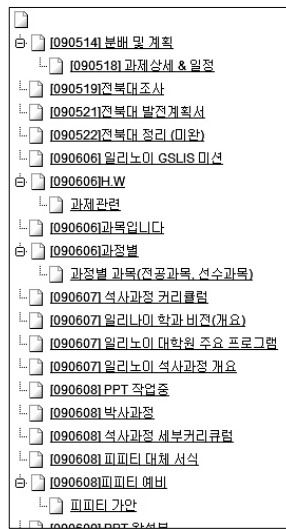 [090514] 분배 및 계획
[090518] 과제상세 & 일정
[090519]전북대조사
[090521]전북대 발전계획서
[090522]전북대 정리 (미완)
[090606] 일리노이 GSLIS 미션
[090606]H.W
과제관련
[090606]과목입니다
[090606]과정별
과정별 과목(전공과목, 선수과목)
[090607] 석사과정 커리큘럼
[090607] 일리나이 학과 비전(개요)
[090607] 일리노이 대학원 주요 프로그램
[090607] 일리노이 석사과정 개요
[090608] PPT 작업중
[090608] 박사과정
[090608] 석사과정 세부커리큐럼
[090608] 피피티 대체 서식
[090608]피피티 예비
피피티 가안